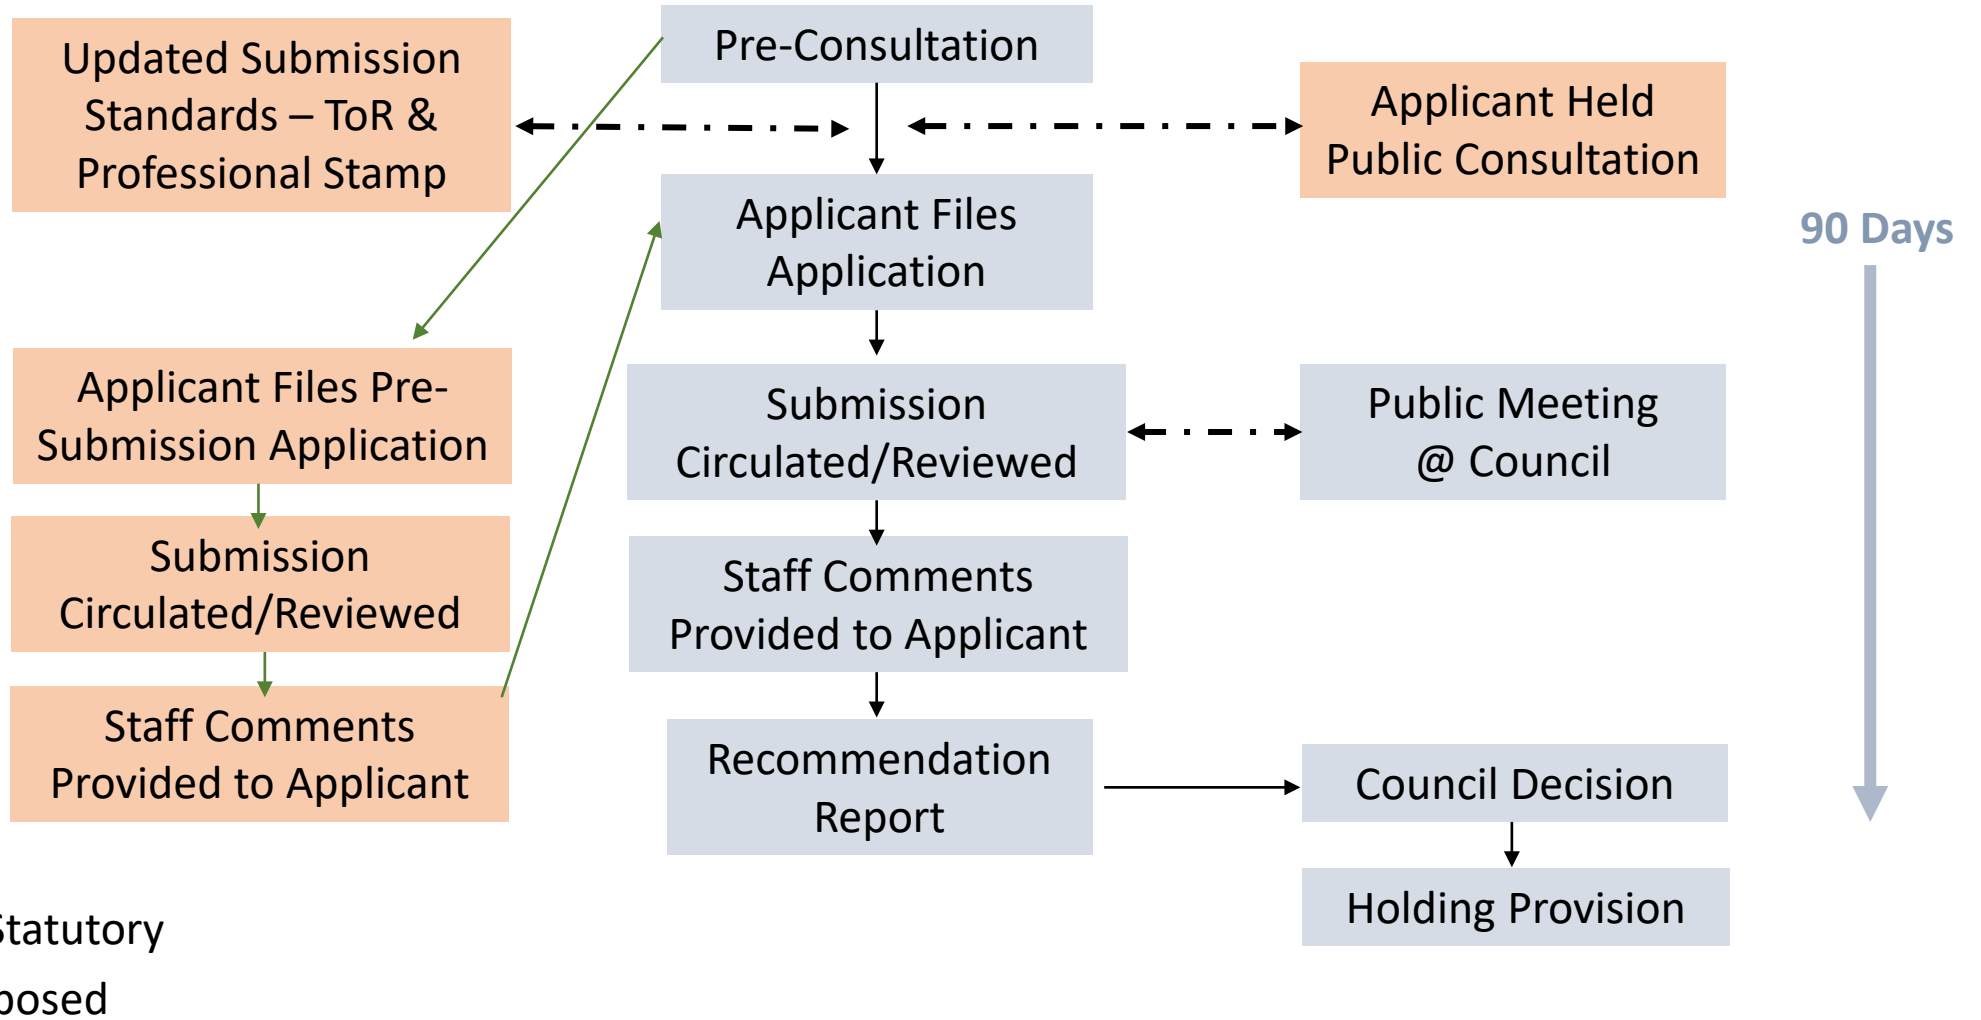 Updated Submission
Standards – ToR &
Professional Stamp
Pre-Consultation
Applicant Held
Public Consultation
90 Days
Applicant Files
Application
Applicant Files Pre-
Submission Application
Submission
Circulated/Reviewed
Public Meeting
@ Council
Submission
Circulated/Reviewed
Staff Comments
Provided to Applicant
Staff Comments
Provided to Applicant
Recommendation
Report
Council Decision
Holding Provision
Statutory